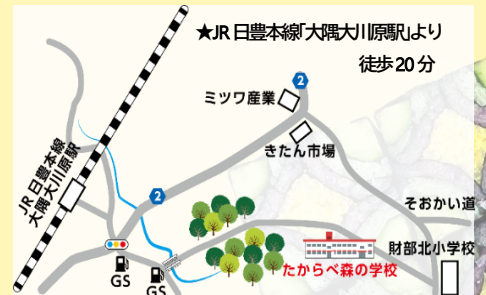 ★JR日豊本線「大隅大川原駅」より
徒歩20分
2
ミツワ産業
きたん市場
JR日豊本線
大隅大川原駅
2
そおかい道
財部北小学校
たからべ森の学校
GS
GS